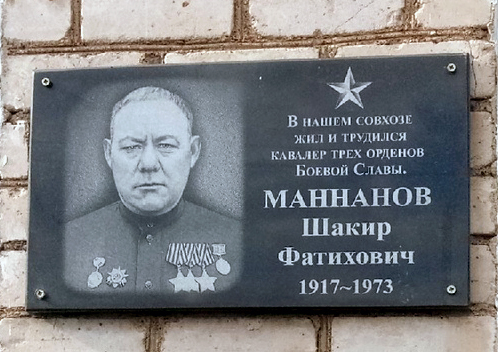 В НАШЕМ СОВХОЗЕ
ЖИЛ И ТРУДИЛСЯ
КАВАЛЕР ТРЕХ ОРДЕНОВ
БОЕВОЙ СЛАВЫ.
МАННАНОВ
Шакир
Фатихович
1917~1973